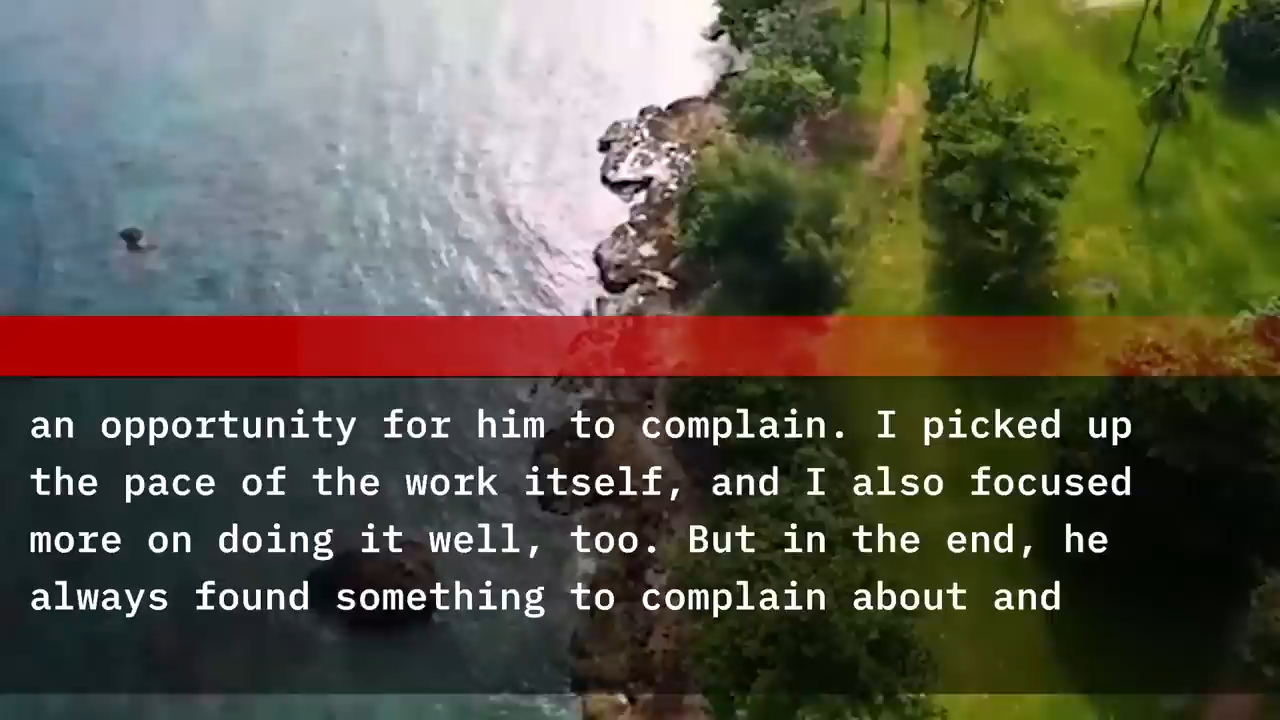 an opportunity for him to complain. I picked up
the pace of the work itself, and I also focused
more on doing it well, too. But in the end, he
always found something to complain about and